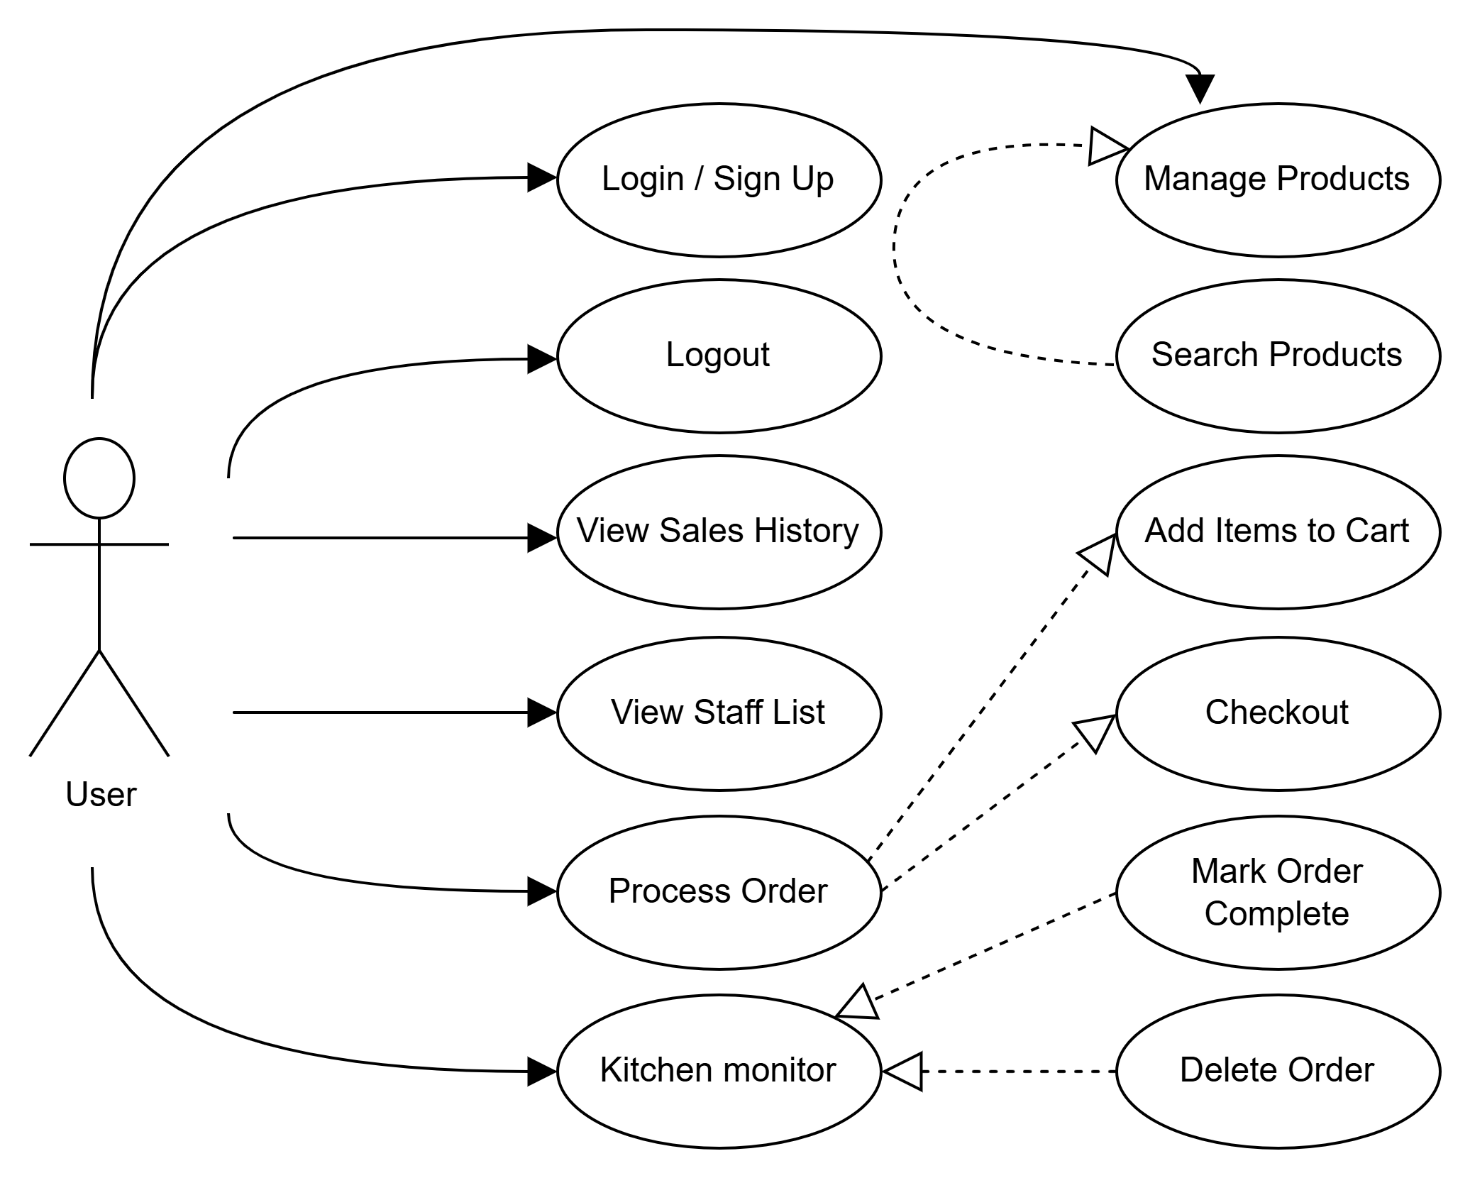 Login / Sign Up
Manage Products
Logout
Search Products
View Sales History
Add Items to Cart
View Staff List
Checkout
User
Process Order
Mark Order
Complete
Kitchen monitor
Delete Order